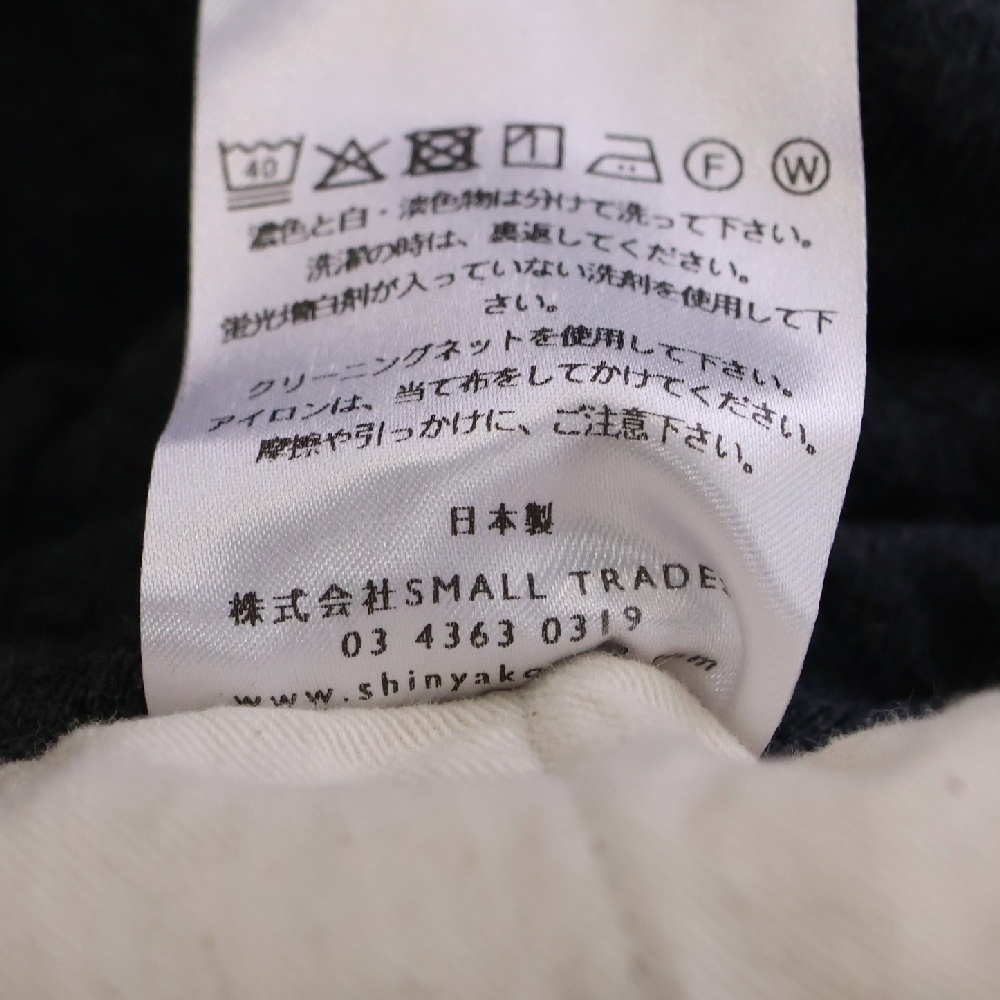 40 F W
濃色と白・淡色物は分けて洗って下さい。
洗濯の時は、裏返してください。
蛍光増白剤が入っていない洗剤を使用して下
さい。
クリーニングネットを使用して下さい。
アイロンは、当て布をしてかけてください。
摩擦や引っかけに、ご注意下さい。
日本製
株式会社SMALL TRADES
03 4363 0319